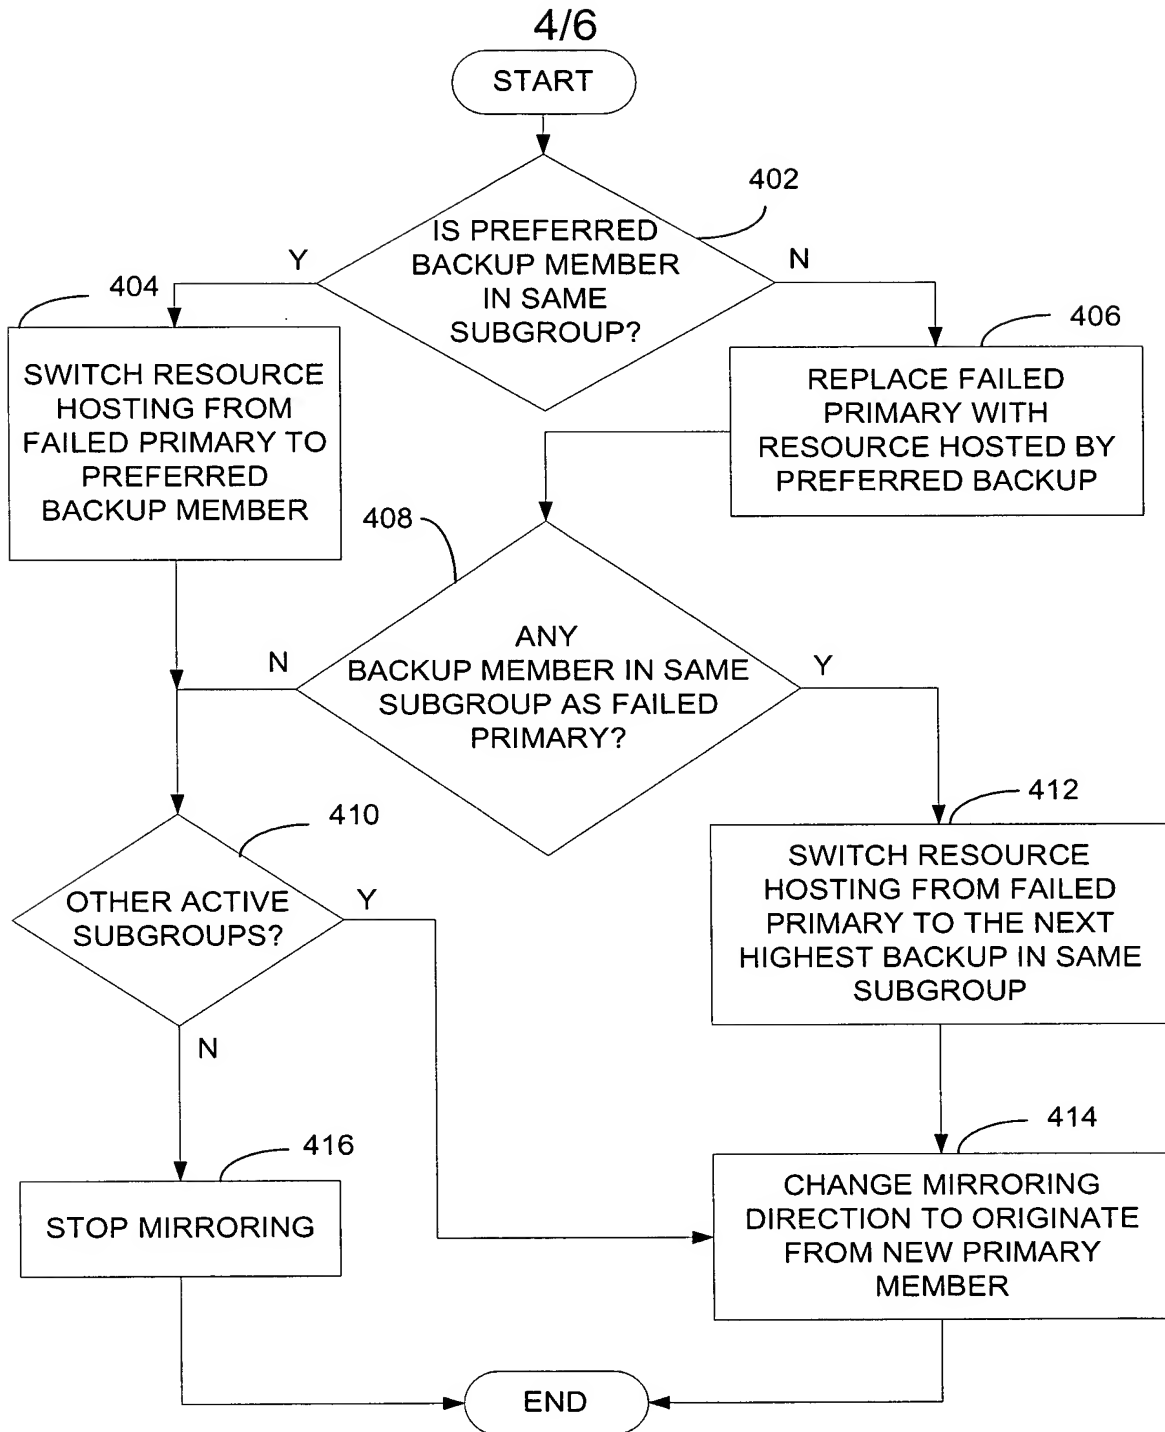 4/6
START
402
IS PREFERRED
BACKUP MEMBER
IN SAME
SUBGROUP?
Y
N
404
SWITCH RESOURCE
HOSTING FROM
FAILED PRIMARY TO
PREFERRED
BACKUP MEMBER
406
REPLACE FAILED
PRIMARY WITH
RESOURCE HOSTED BY
PREFERRED BACKUP
408
ANY
BACKUP MEMBER IN SAME
SUBGROUP AS FAILED
PRIMARY?
N
Y
410
OTHER ACTIVE
SUBGROUPS?
Y
N
412
SWITCH RESOURCE
HOSTING FROM FAILED
PRIMARY TO THE NEXT
HIGHEST BACKUP IN SAME
SUBGROUP
414
CHANGE MIRRORING
DIRECTION TO ORIGINATE
FROM NEW PRIMARY
MEMBER
416
STOP MIRRORING
END